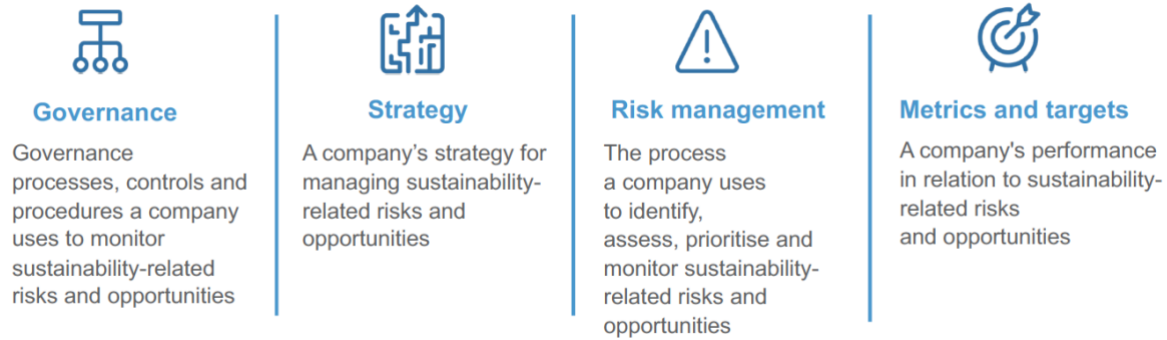 Governance
Governance
processes, controls and
procedures a company
uses to monitor
sustainability-related
risks and opportunities
Strategy
A company's strategy for
managing sustainability-
related risks and
opportunities
Risk management
The process
a company uses
to identify,
assess, prioritise and
monitor sustainability-
related risks and
opportunities
Metrics and targets
A company's performance
in relation to sustainability-
related risks
and opportunities